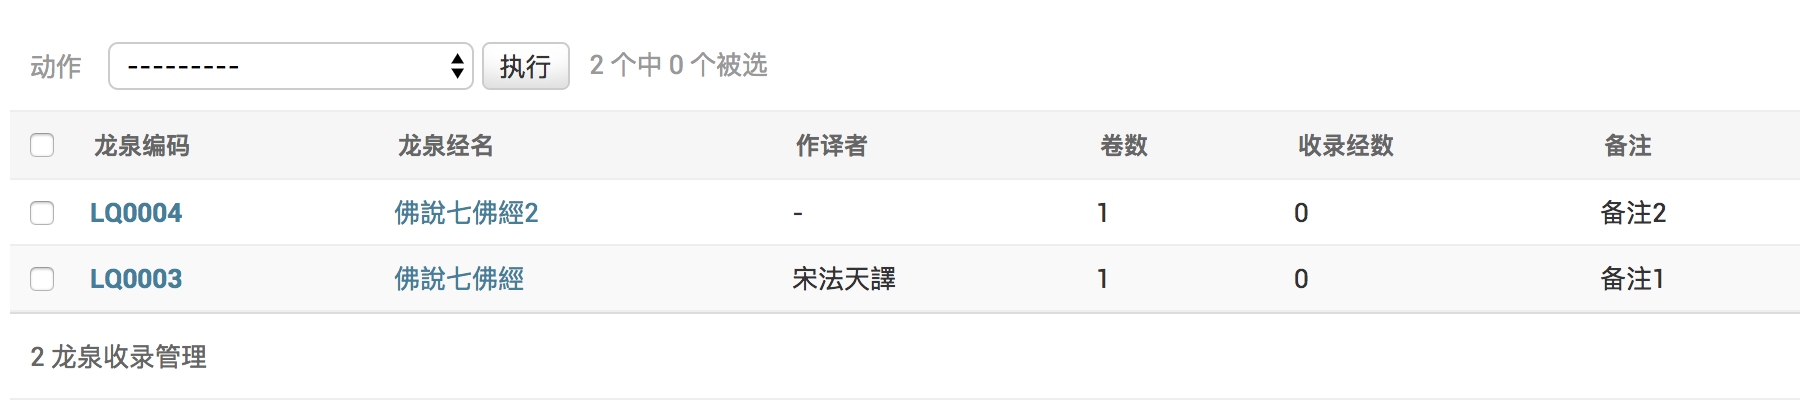 动作 --------- 执行 2 个中 0 个被选
龙泉编码 龙泉经名 作译者 卷数 收录经数 备注
LQ0004 佛說七佛經2 - 1 0 备注2
LQ0003 佛說七佛經 宋法天譯 1 0 备注1
2 龙泉收录管理